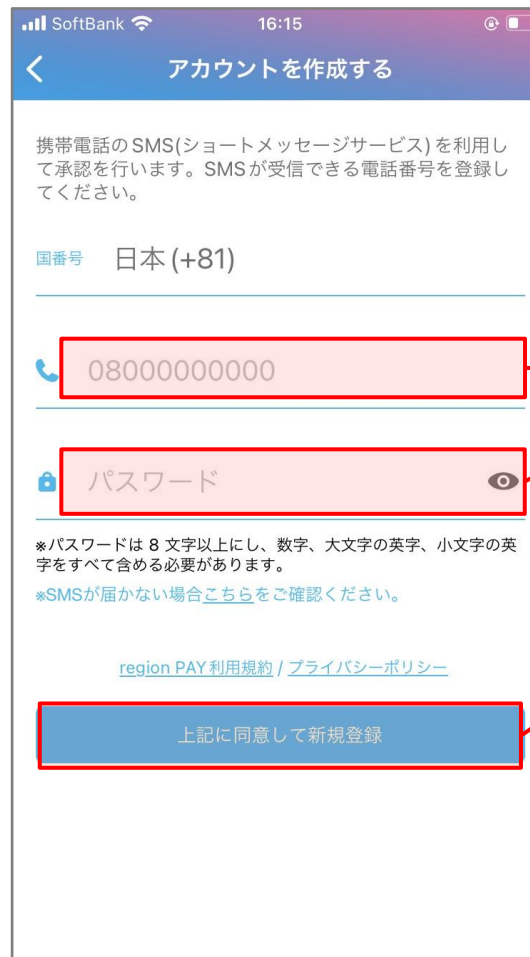 SoftBank 16:15
アカウントを作成する
携帯電話のSMS(ショートメッセージサービス)を利用し
て承認を行います。SMSが受信できる電話番号を登録し
てください。
国番号 日本 (+81)
08000000000
パスワード
※パスワードは 8 文字以上にし、数字、大文字の英字、小文字の英
字をすべて含める必要があります。
※SMSが届かない場合こちらをご確認ください。
region PAY利用規約 / プライバシーポリシー
上記に同意して新規登録